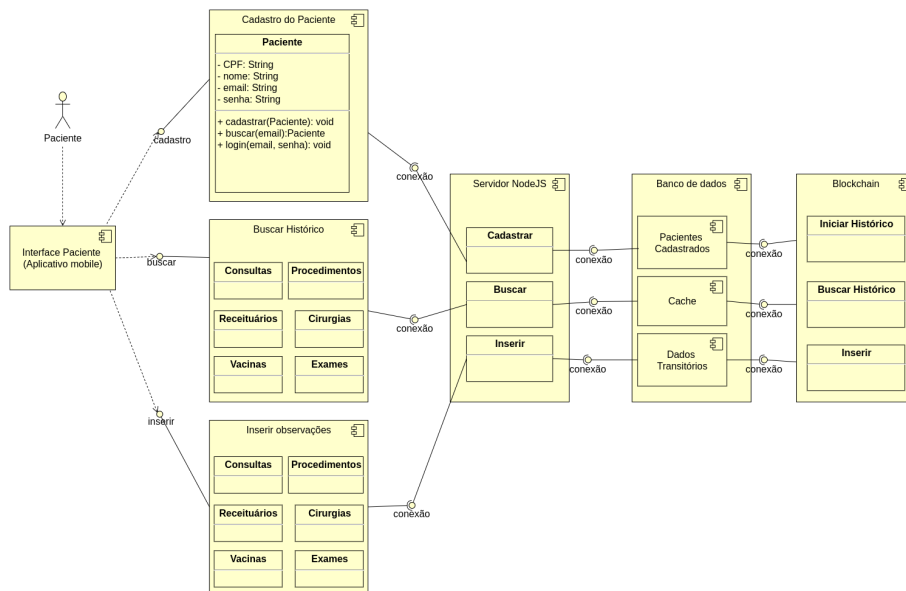 Cadastro do Paciente
Paciente
- CPF: String
- nome: String
- email: String
- senha: String
+ cadastrar(Paciente): void
+ buscar(email):Paciente
+ login(email, senha): void
Paciente
cadastro
Interface Paciente
(Aplicativo mobile)
buscar
inserir
Buscar Histórico
Consultas
Procedimentos
Receituários
Cirurgias
Vacinas
Exames
Inserir observações
Consultas
Procedimentos
Receituários
Cirurgias
Vacinas
Exames
conexão
conexão
conexão
Servidor NodeJS
Cadastrar
Buscar
Inserir
conexão
conexão
conexão
Banco de dados
Pacientes
Cadastrados
Cache
Dados
Transitórios
conexão
conexão
conexão
Blockchain
Iniciar Histórico
Buscar Histórico
Inserir